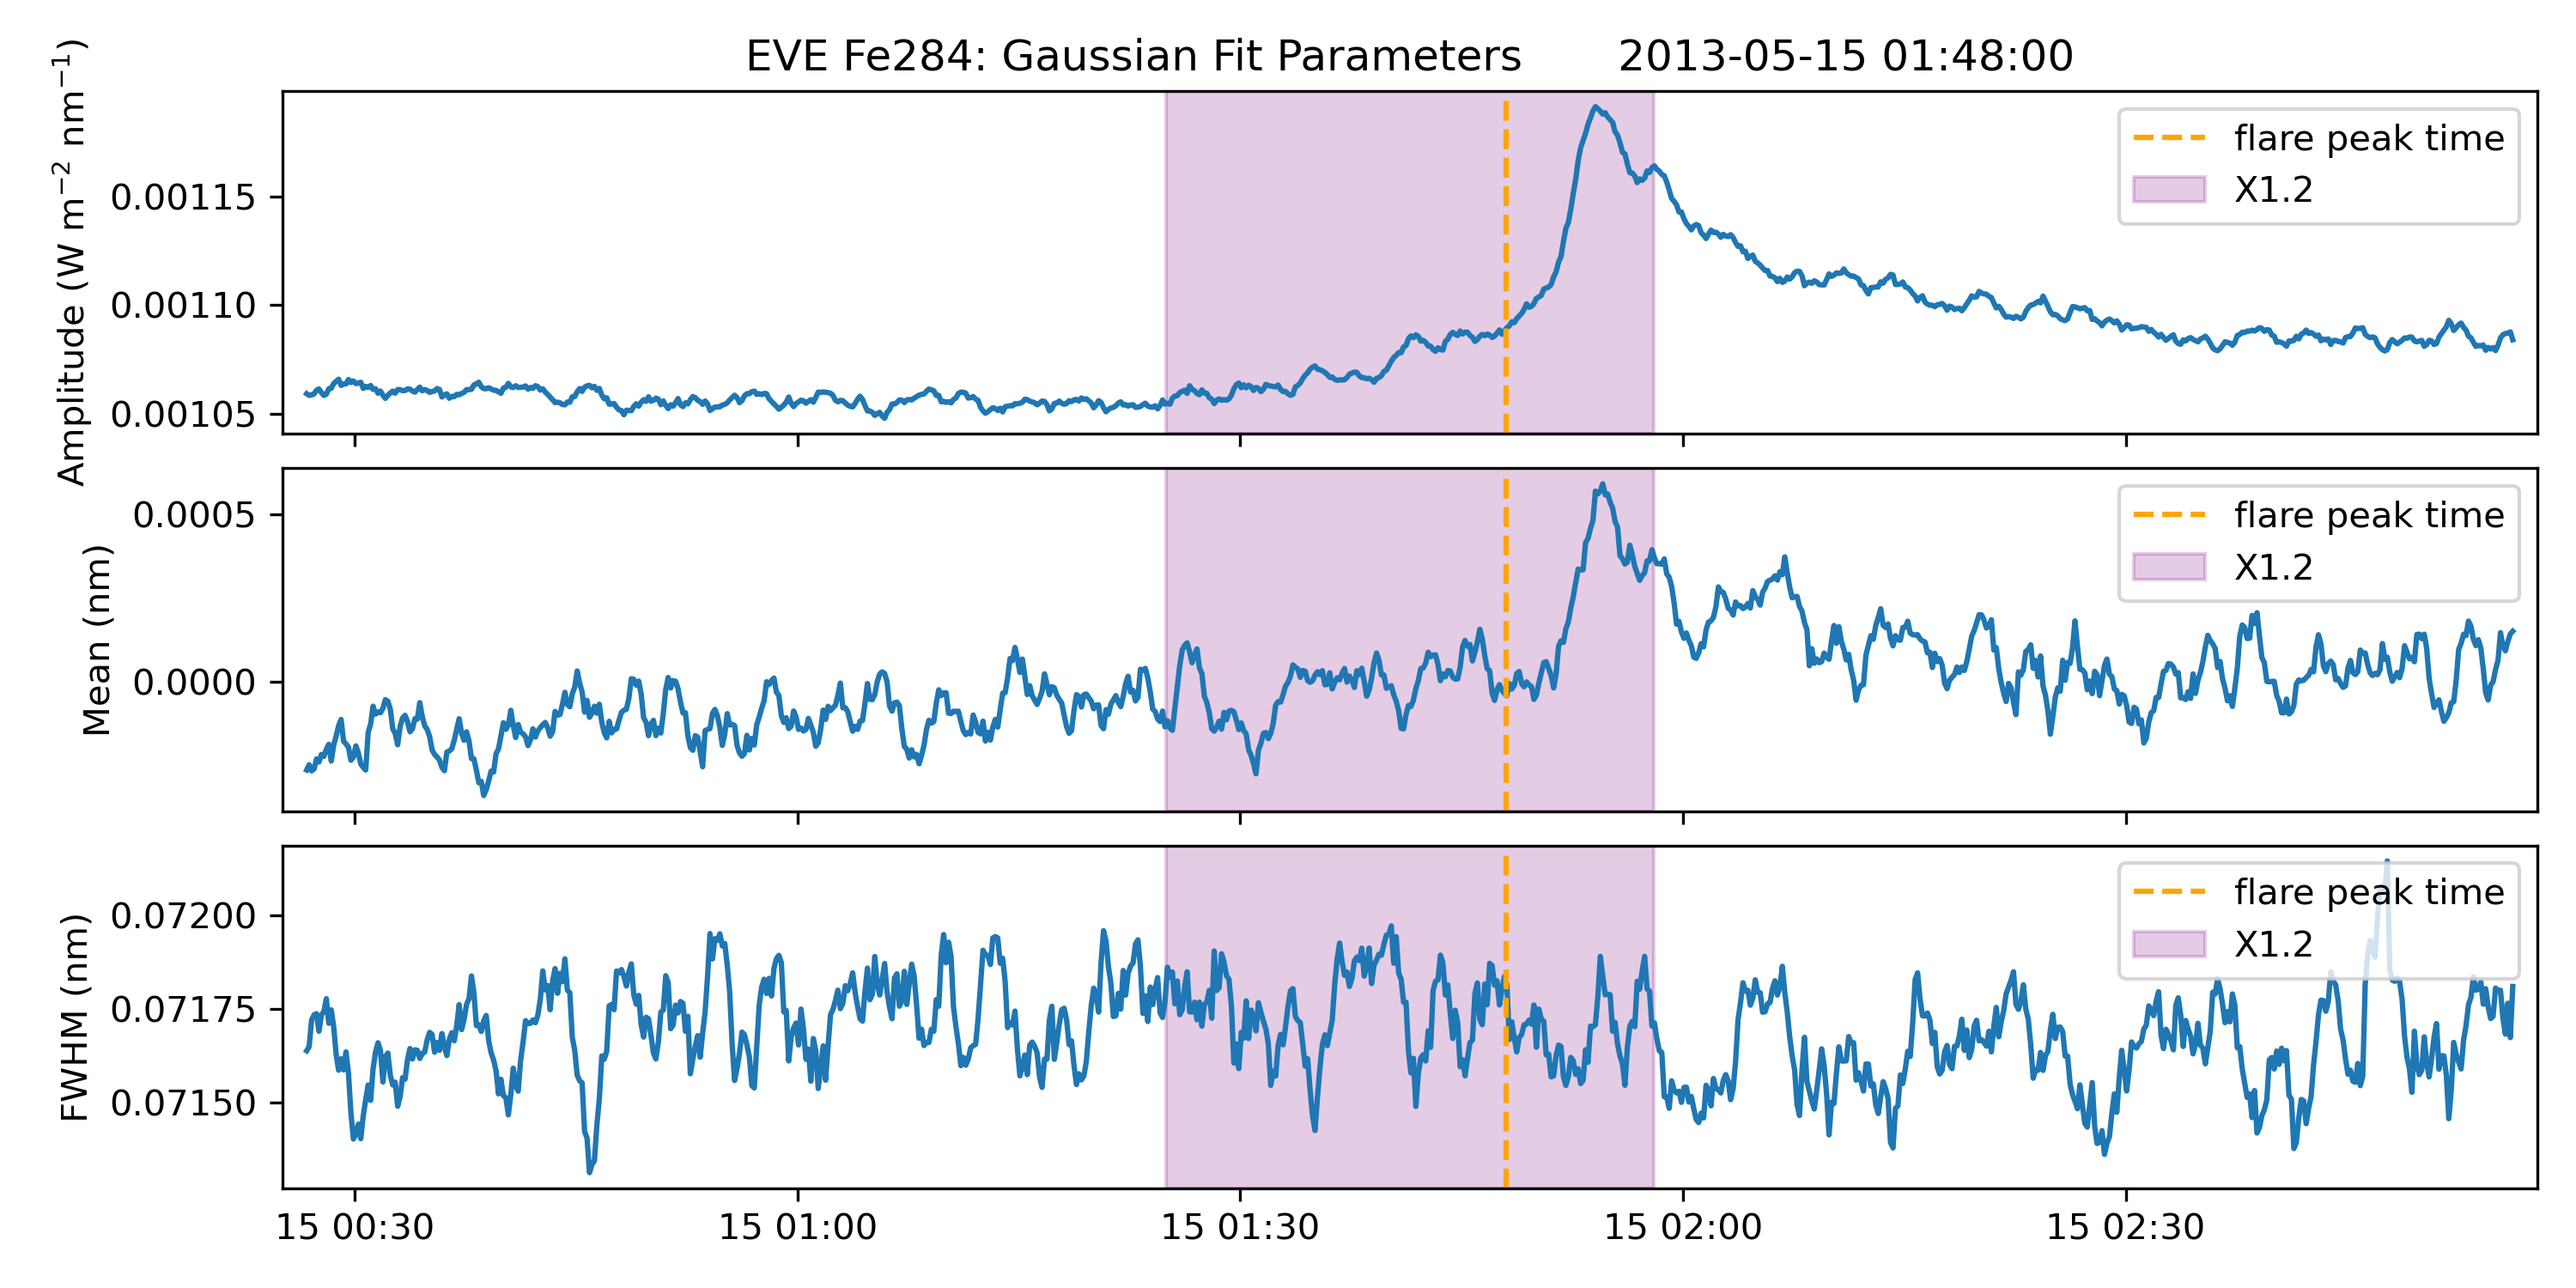 EVE Fe284: Gaussian Fit Parameters 2013-05-15 01:48:00
Amplitude (W m⁻² nm⁻¹)
0.00115
0.00110
0.00105
flare peak time
X1.2
Mean (nm)
0.0005
0.0000
flare peak time
X1.2
FWHM (nm)
0.07200
0.07175
0.07150
flare peak time
X1.2
15 00:30 15 01:00 15 01:30 15 02:00 15 02:30